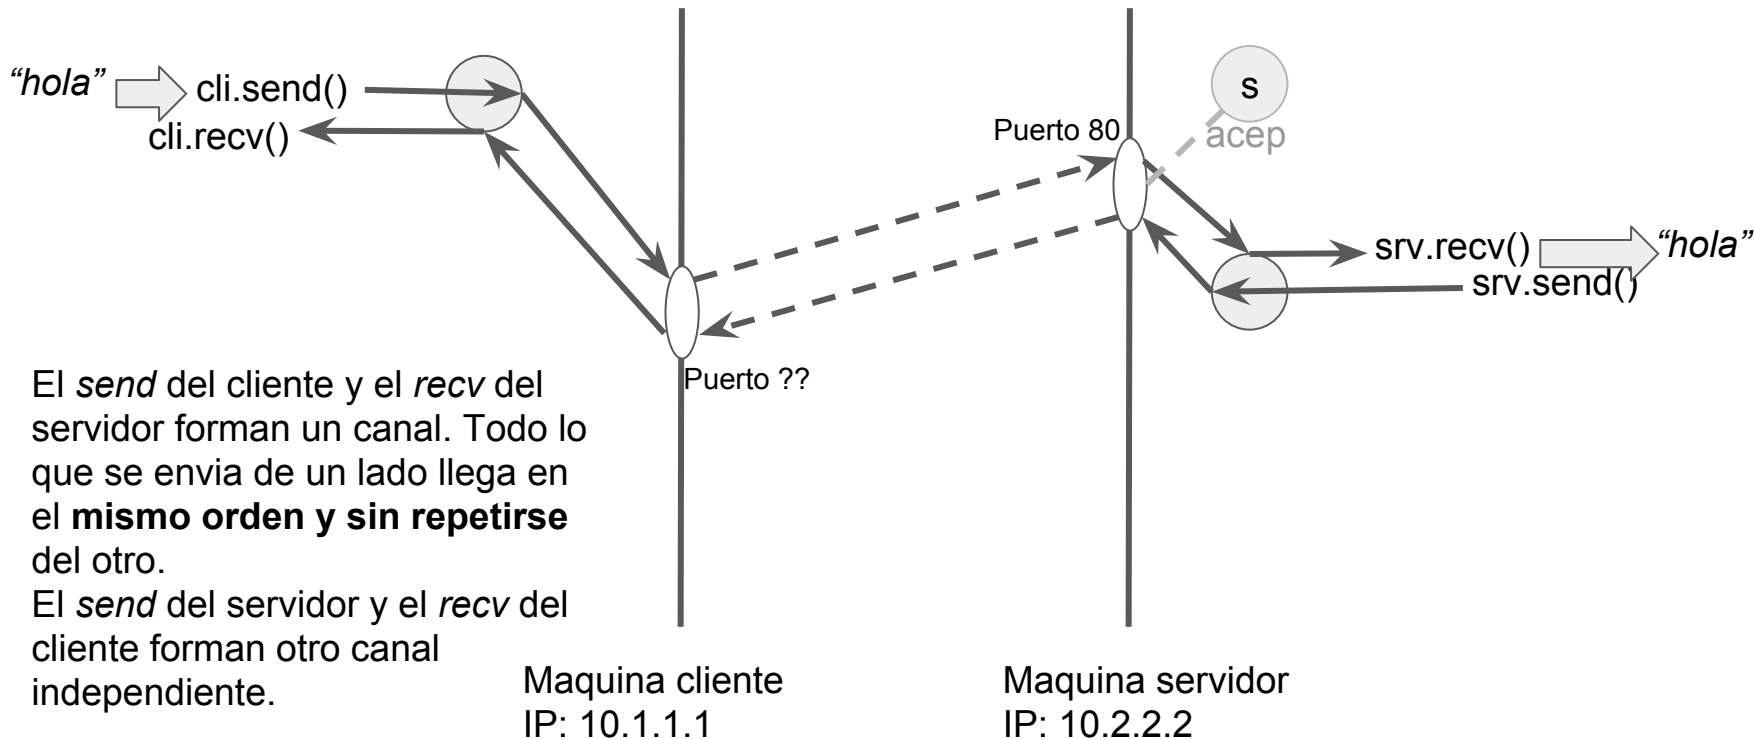 “hola”
cli.send()
cli.recv()
Puerto 80
s
acep
srv.recv()
“hola”
srv.send()
Puerto ??
El send del cliente y el recv del
servidor forman un canal. Todo lo
que se envia de un lado llega en
el mismo orden y sin repetirse
del otro.
El send del servidor y el recv del
cliente forman otro canal
independiente.
Maquina cliente
IP: 10.1.1.1
Maquina servidor
IP: 10.2.2.2